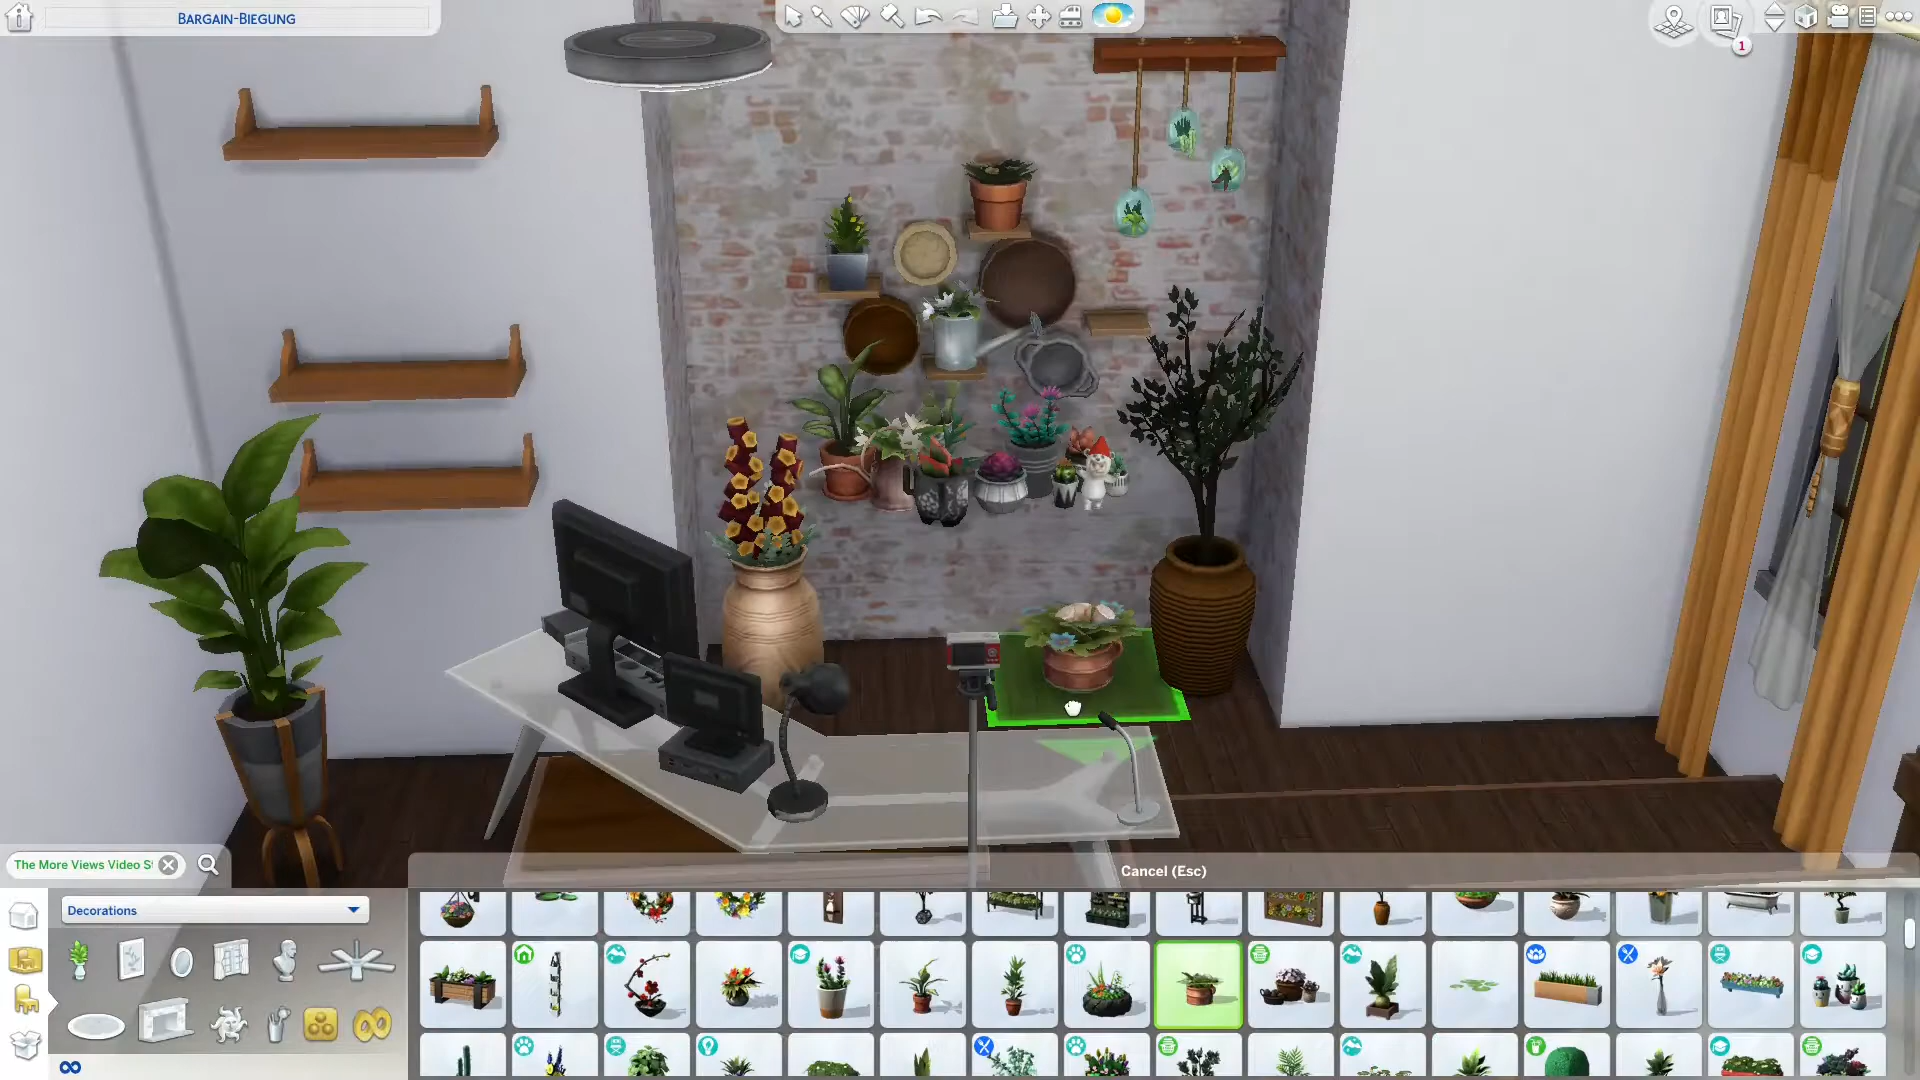 BARGAIN-BIEGUNG
1
The More Views Video S
Cancel (Esc)
Decorations